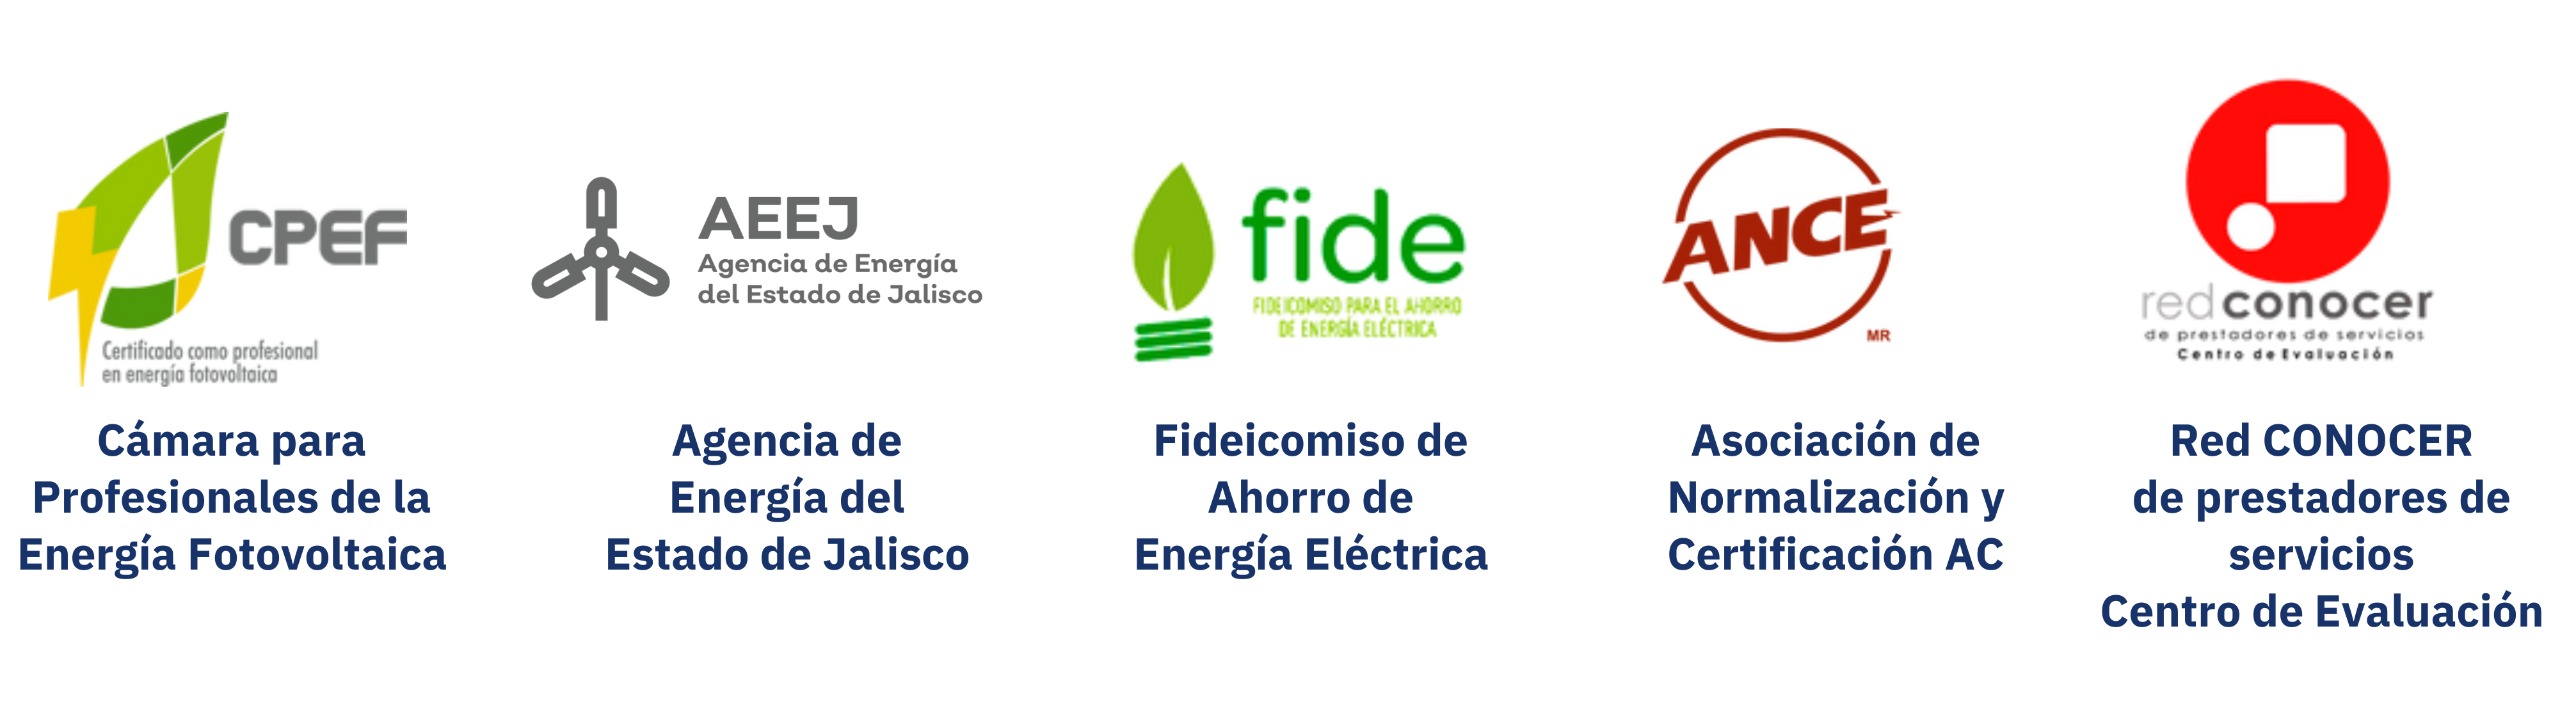 CPEF
Certificado como profesional
en energía fotovoltaica
Cámara para
Profesionales de la
Energía Fotovoltaica
AEEJ
Agencia de Energía
del Estado de Jalisco
Agencia de
Energía del
Estado de Jalisco
fide
FIDEICOMISO PARA EL AHORRO
DE ENERGÍA ELÉCTRICA
Fideicomiso de
Ahorro de
Energía Eléctrica
ANCE
MR
Asociación de
Normalización y
Certificación AC
red conocer
de prestadores de servicios
Centro de Evaluación
Red CONOCER
de prestadores de
servicios
Centro de Evaluación